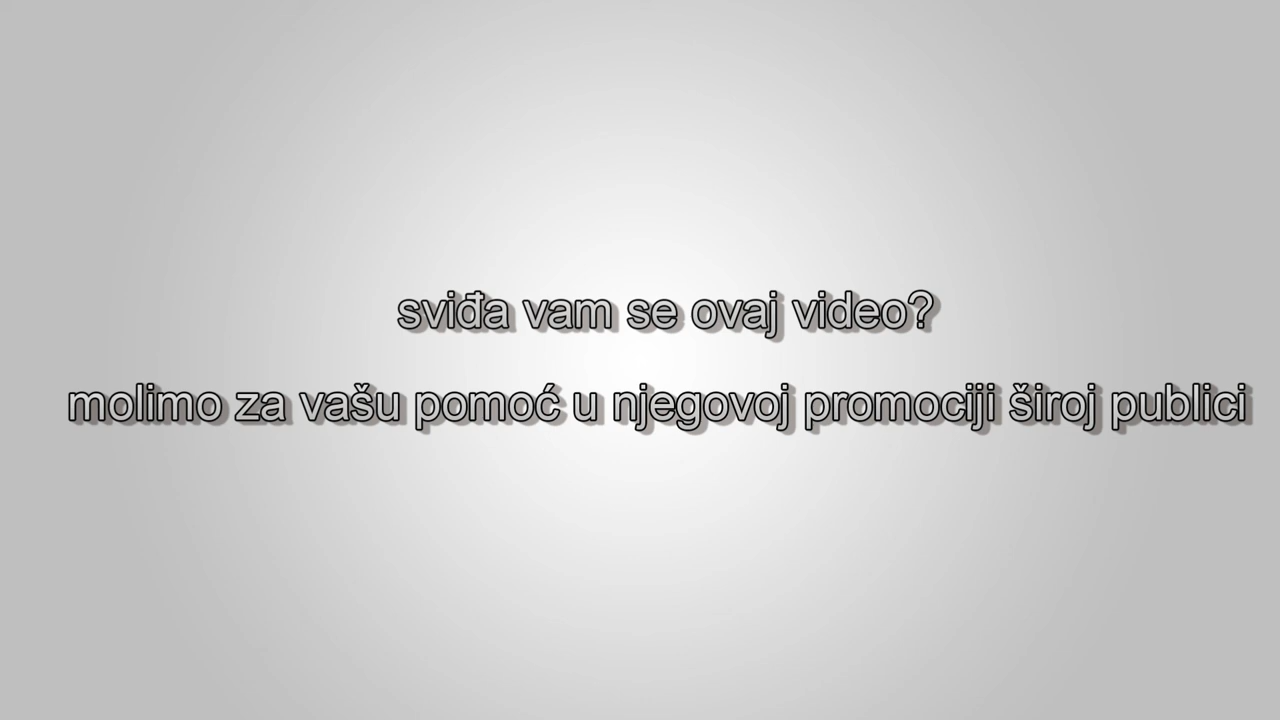 sviđa vam se ovaj video?
molimo za vašu pomoć u njegovoj promociji široj publici